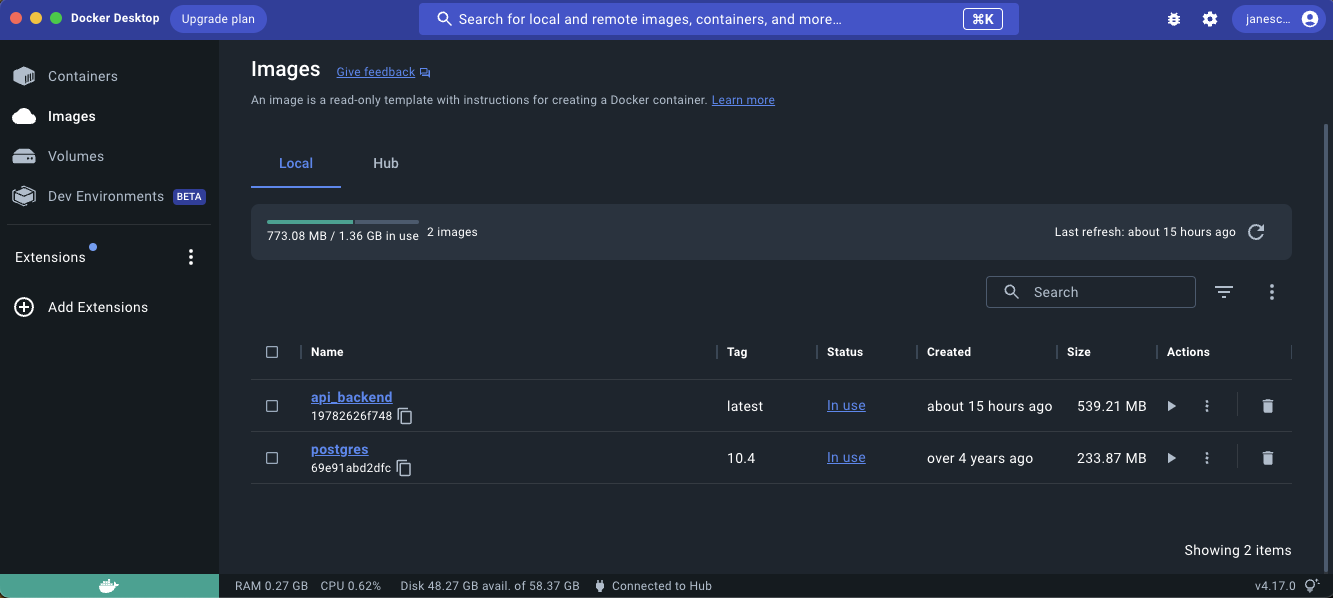 Docker Desktop Upgrade plan Search for local and remote images, containers, and more… ⌘K janesc…
Containers
Images
Volumes
Dev Environments BETA
Extensions
Add Extensions
Images Give feedback
An image is a read-only template with instructions for creating a Docker container. Learn more
Local Hub
773.08 MB / 1.36 GB in use 2 images Last refresh: about 15 hours ago
Search
Name Tag Status Created Size Actions
api_backend
19782626f748
latest In use about 15 hours ago 539.21 MB
postgres
69e91abd2dfc
10.4 In use over 4 years ago 233.87 MB
Showing 2 items
RAM 0.27 GB CPU 0.62% Disk 48.27 GB avail. of 58.37 GB Connected to Hub v4.17.0